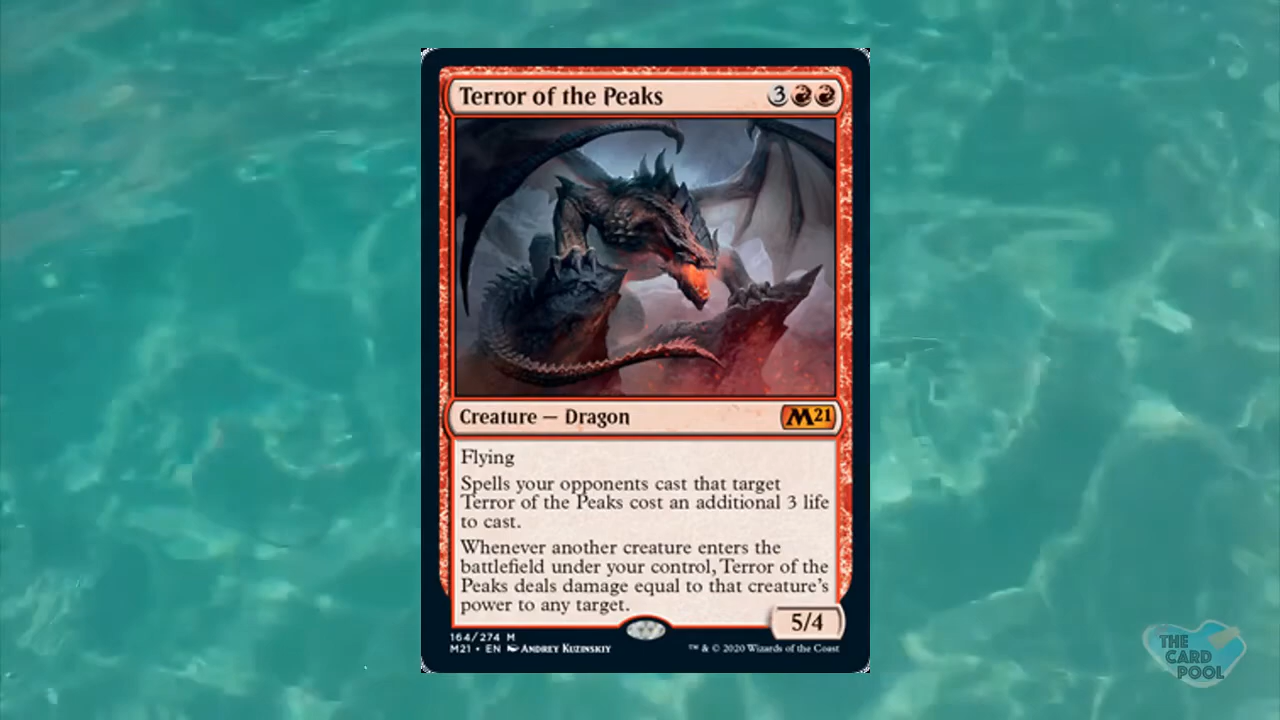 Terror of the Peaks 3
Creature — Dragon M21
Flying
Spells your opponents cast that target
Terror of the Peaks cost an additional 3 life
to cast.
Whenever another creature enters the
battlefield under your control, Terror of the
Peaks deals damage equal to that creature's
power to any target.
5/4
164/274 M
M21 • EN Andrey Kuzinskiy
™ & © 2020 Wizards of the Coast
THE
CARD
POOL